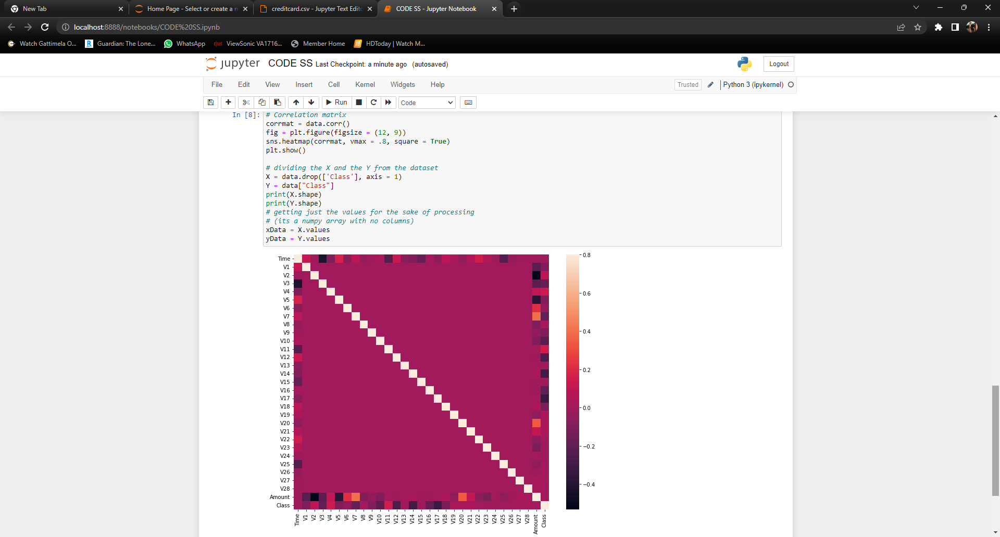 New Tab
Home Page - Select or create a n
creditcard.csv - Jupyter Text Edito
CODE SS - Jupyter Notebook
localhost:8888/notebooks/CODE%20SS.ipynb
Watch Gattimela O...
Guardian: The Lone...
WhatsApp
ViewSonic VA1716...
Member Home
HDToday | Watch M...
jupyter CODE SS Last Checkpoint: a minute ago (autosaved)
Logout
File Edit View Insert Cell Kernel Widgets Help
Trusted
Python 3 (ipykernel)
Run
Code
In [8]:
# Correlation matrix
corrmat = data.corr()
fig = plt.figure(figsize = (12, 9))
sns.heatmap(corrmat, vmax = .8, square = True)
plt.show()
# dividing the X and the Y from the dataset
X = data.drop(['Class'], axis = 1)
Y = data["Class"]
print(X.shape)
print(Y.shape)
# getting just the values for the sake of processing
# (its a numpy array with no columns)
xData = X.values
yData = Y.values
Time
V1
V2
V3
V4
V5
V6
V7
V8
V9
V10
V11
V12
V13
V14
V15
V16
V17
V18
V19
V20
V21
V22
V23
V24
V25
V26
V27
V28
Amount
Class
Time V1 V2 V3 V4 V5 V6 V7 V8 V9 V10 V11 V12 V13 V14 V15 V16 V17 V18 V19 V20 V21 V22 V23 V24 V25 V26 V27 V28 Amount Class
0.8
0.6
0.4
0.2
0.0
−0.2
−0.4